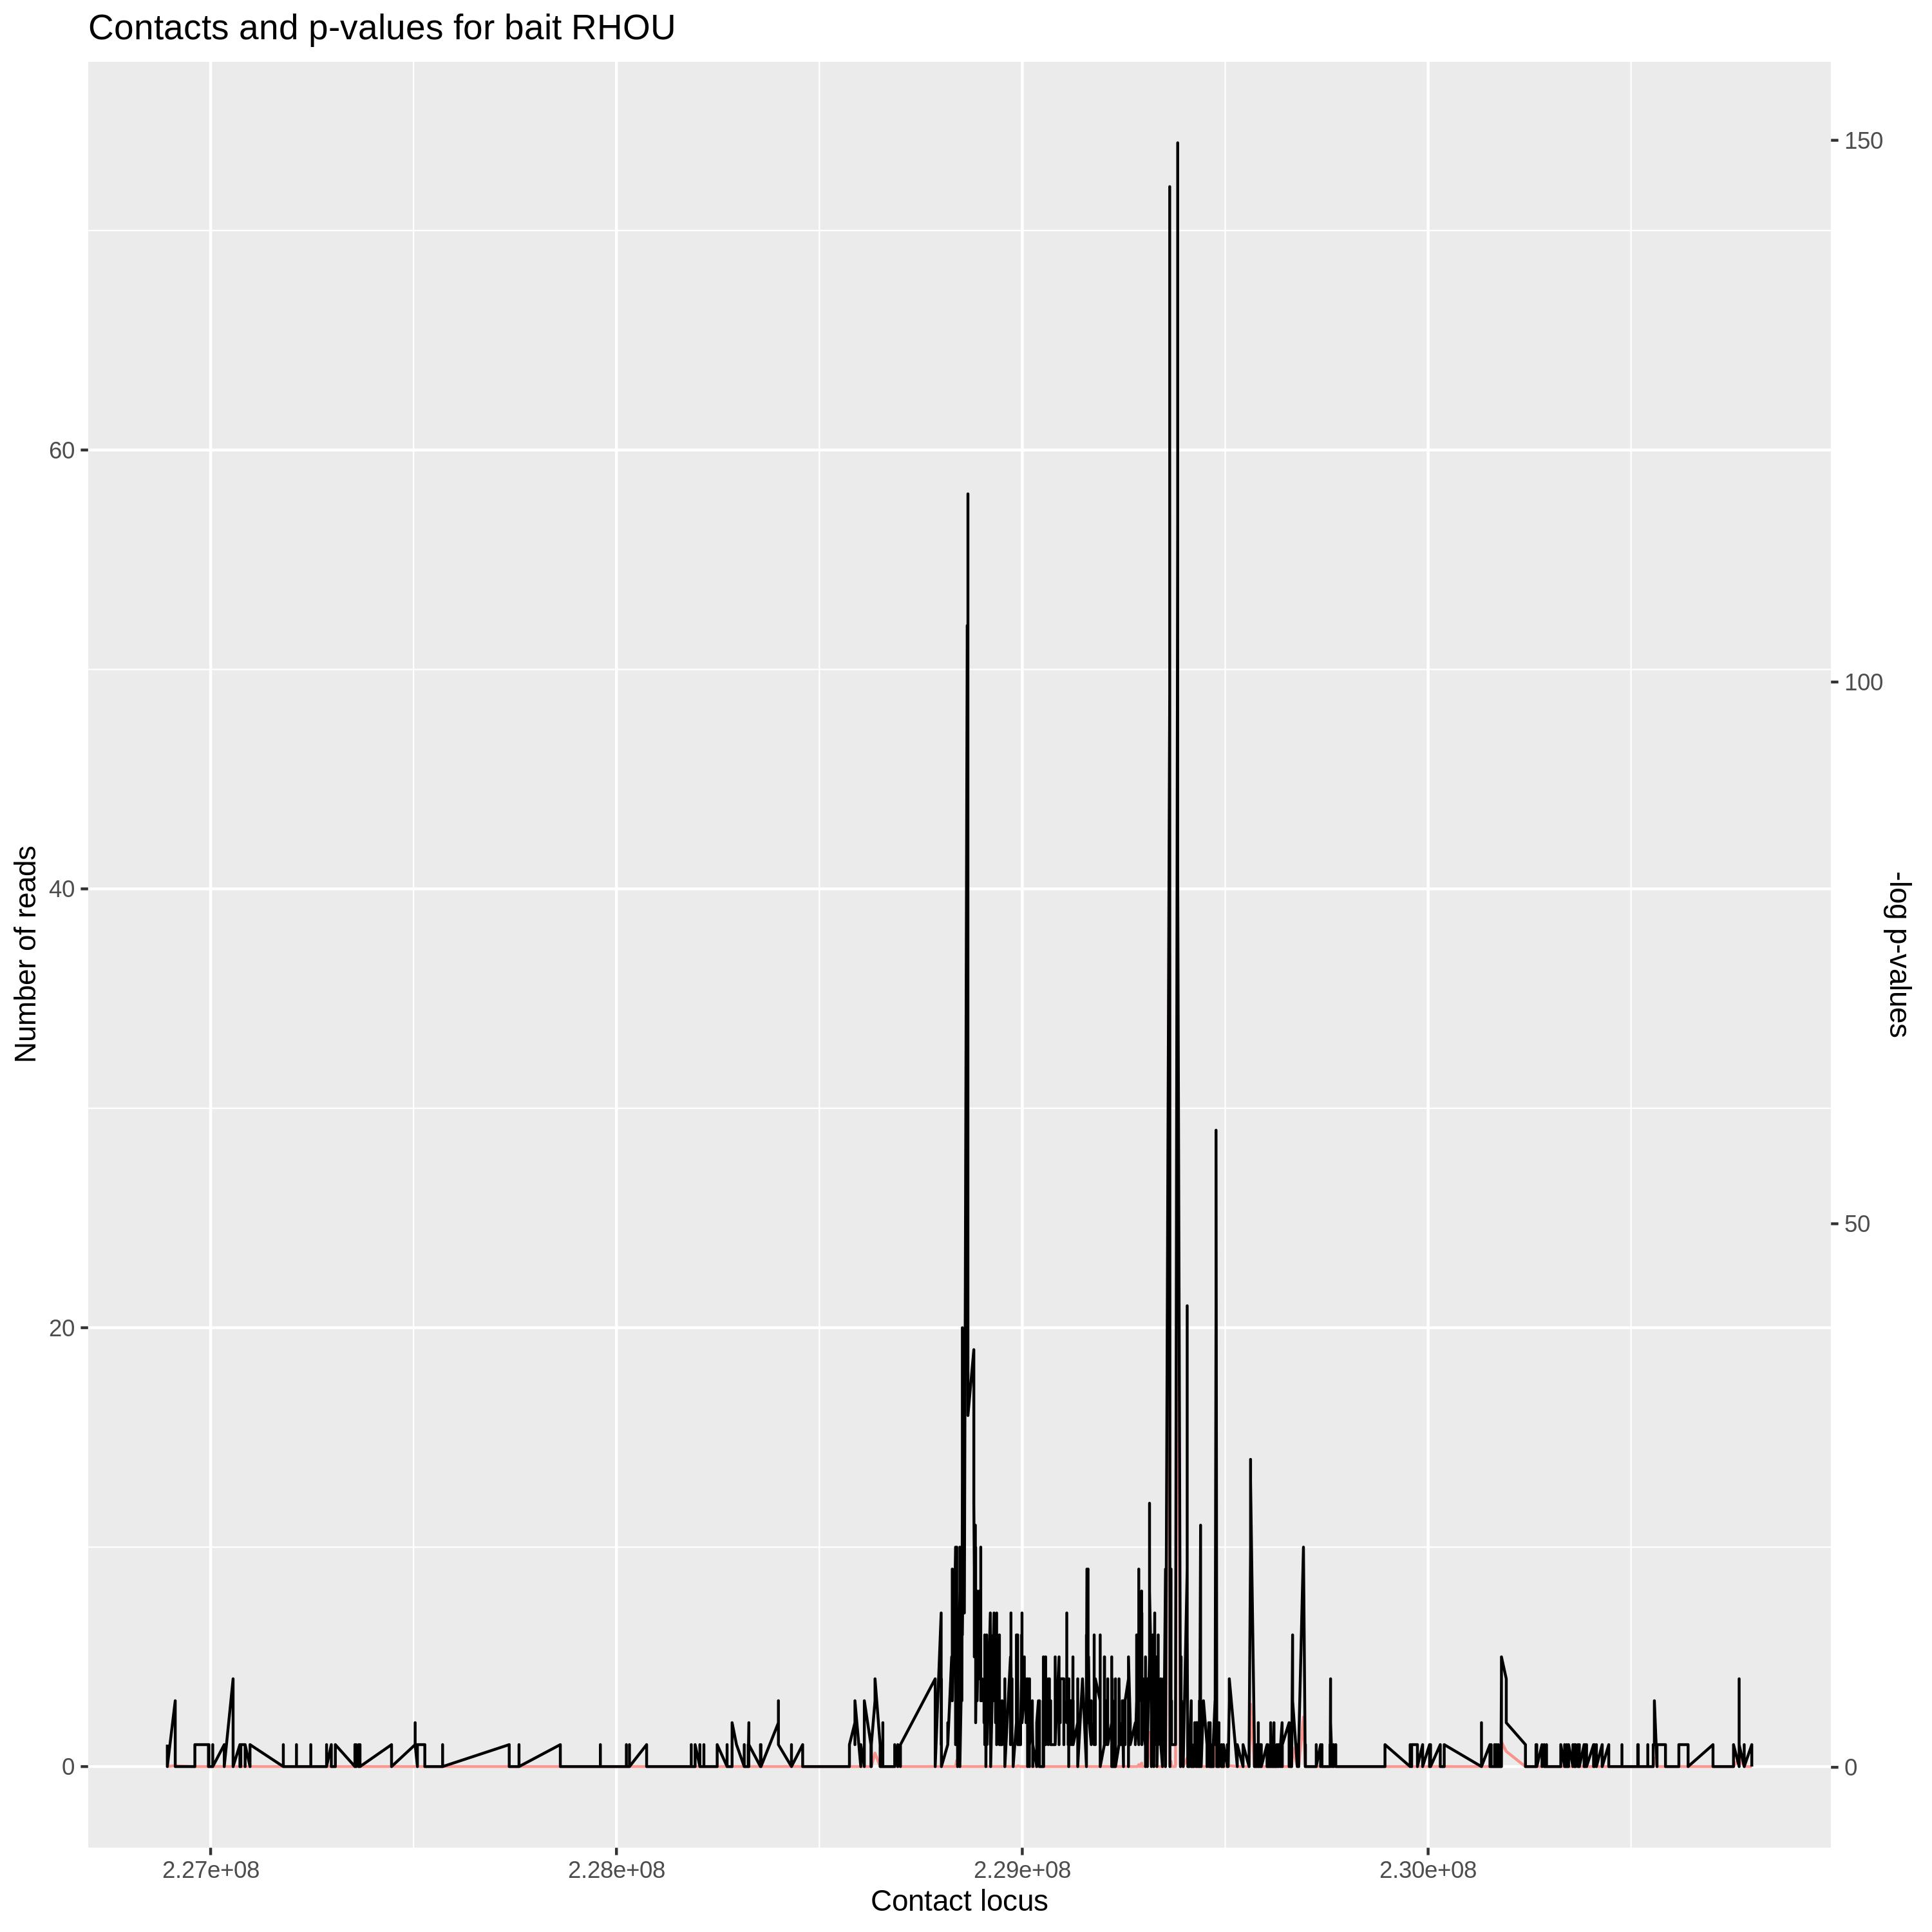 Contacts and p-values for bait RHOU
150
60
100
40
Number of reads
-log p-values
50
20
0
0
2.27e+08
2.28e+08
2.29e+08
2.30e+08
Contact locus